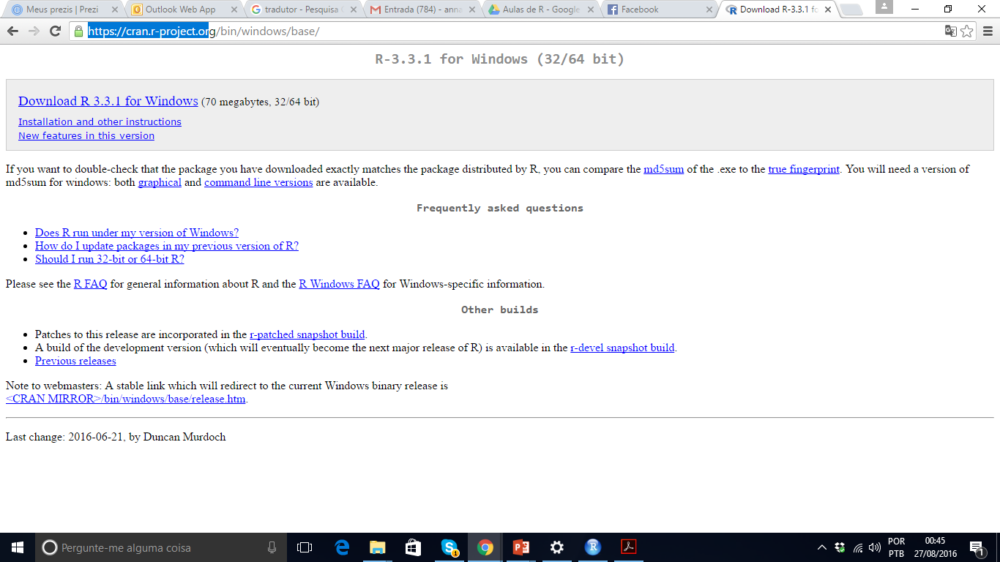 Meus prezis | Prezi
Outlook Web App
tradutor - Pesquisa
Entrada (784) - anna
Aulas de R - Google
Facebook
Download R-3.3.1 fo
https://cran.r-project.org/bin/windows/base/
R-3.3.1 for Windows (32/64 bit)
Download R 3.3.1 for Windows (70 megabytes, 32/64 bit)
Installation and other instructions
New features in this version
If you want to double-check that the package you have downloaded exactly matches the package distributed by R, you can compare the md5sum of the .exe to the true fingerprint. You will need a version of
md5sum for windows: both graphical and command line versions are available.
Frequently asked questions
Does R run under my version of Windows?
How do I update packages in my previous version of R?
Should I run 32-bit or 64-bit R?
Please see the R FAQ for general information about R and the R Windows FAQ for Windows-specific information.
Other builds
Patches to this release are incorporated in the r-patched snapshot build.
A build of the development version (which will eventually become the next major release of R) is available in the r-devel snapshot build.
Previous releases
Note to webmasters: A stable link which will redirect to the current Windows binary release is
<CRAN MIRROR>/bin/windows/base/release.htm.
Last change: 2016-06-21, by Duncan Murdoch
Pergunte-me alguma coisa
POR
PTB
00:45
27/08/2016